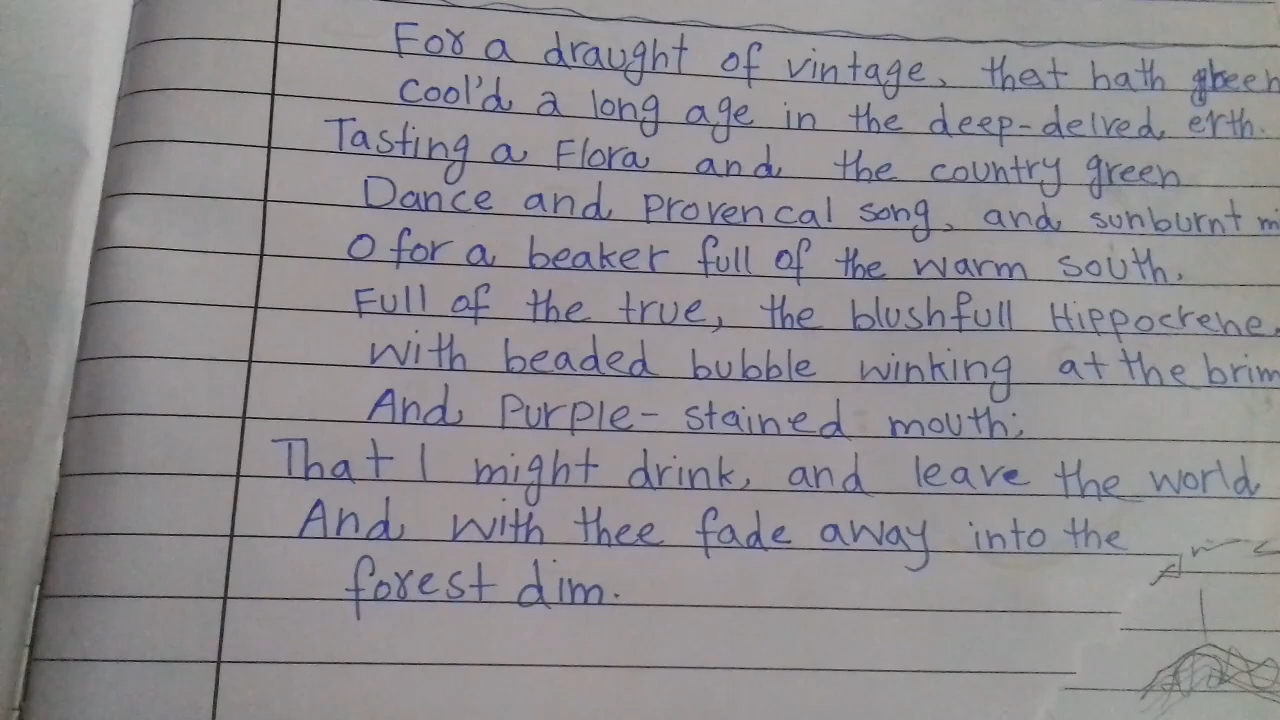 For a draught of vintage, that hath been
cool'd a long age in the deep-delved erth.
Tasting a Flora and the country green
Dance and provencal song, and sunburnt m
O for a beaker full of the warm south,
Full of the true, the blushfull Hippocrene,
With beaded bubble winking at the brim
And purple-stained mouth;
That I might drink, and leave the world
And with thee fade away into the
forest dim.